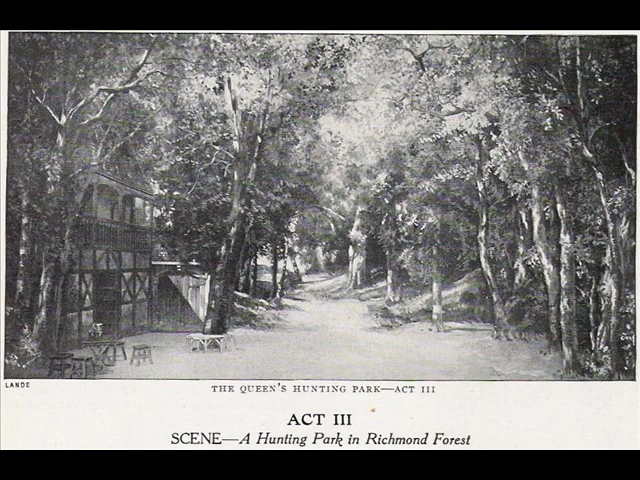 LANDE
THE QUEEN'S HUNTING PARK—ACT III
ACT III
SCENE—A Hunting Park in Richmond Forest